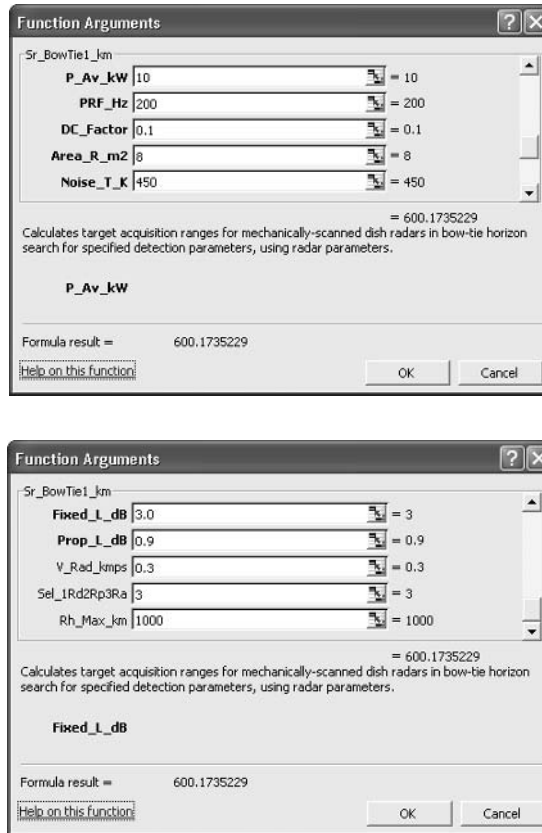 Function Arguments
Sr_BowTie1_km
P_Av_kW 10 = 10
PRF_Hz 200 = 200
DC_Factor 0.1 = 0.1
Area_R_m2 8 = 8
Noise_T_K 450 = 450
= 600.1735229
Calculates target acquisition ranges for mechanically-scanned dish radars in bow-tie horizon
search for specified detection parameters, using radar parameters.
P_Av_kW
Formula result = 600.1735229
Help on this function OK Cancel
Function Arguments
Sr_BowTie1_km
Fixed_L_dB 3.0 = 3
Prop_L_dB 0.9 = 0.9
V_Rad_kmps 0.3 = 0.3
Sel_1Rd2Rp3Ra 3 = 3
Rh_Max_km 1000 = 1000
= 600.1735229
Calculates target acquisition ranges for mechanically-scanned dish radars in bow-tie horizon
search for specified detection parameters, using radar parameters.
Fixed_L_dB
Formula result = 600.1735229
Help on this function OK Cancel